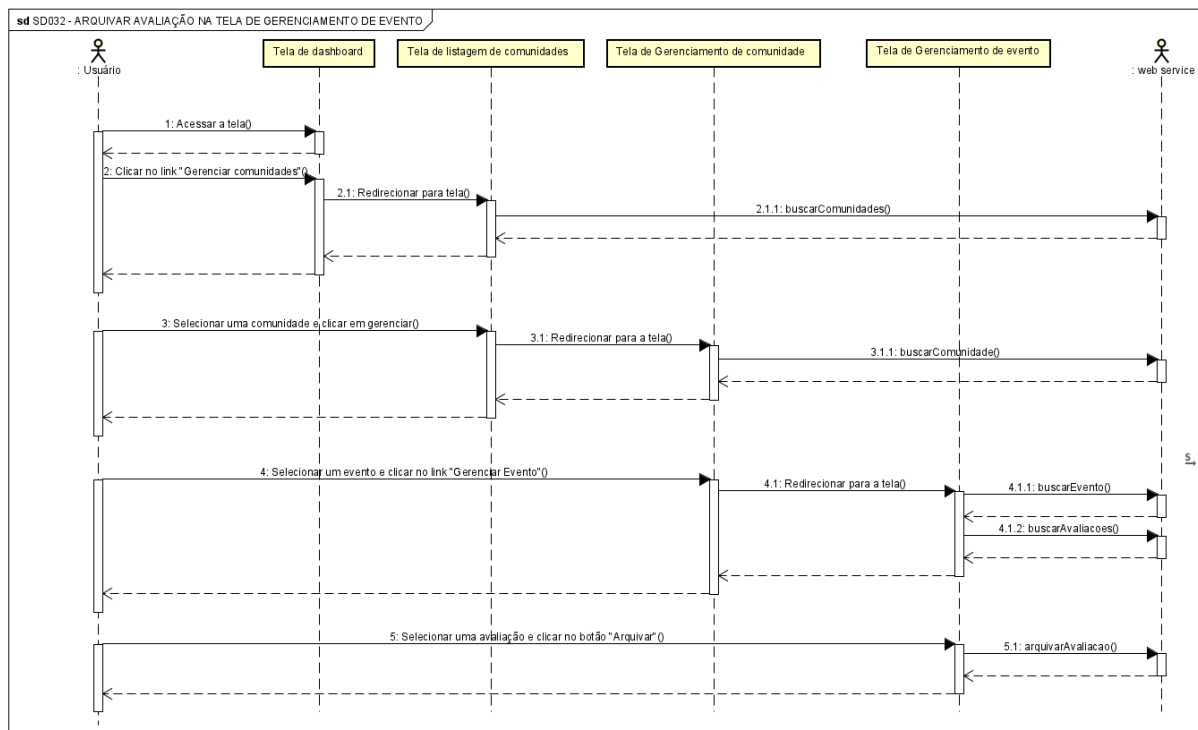 sd SD032 - ARQUIVAR AVALIAÇÃO NA TELA DE GERENCIAMENTO DE EVENTO
: Usuário
Tela de dashboard
Tela de listagem de comunidades
Tela de Gerenciamento de comunidade
Tela de Gerenciamento de evento
: web service
1: Acessar a tela()
2: Clicar no link "Gerenciar comunidades"()
2.1: Redirecionar para tela()
2.1.1: buscarComunidades()
3: Selecionar uma comunidade e clicar em gerenciar()
3.1: Redirecionar para a tela()
3.1.1: buscarComunidade()
s
4: Selecionar um evento e clicar no link "Gerenciar Evento"()
4.1: Redirecionar para a tela()
4.1.1: buscarEvento()
4.1.2: buscarAvaliacoes()
5: Selecionar uma avaliação e clicar no botão "Arquivar"()
5.1: arquivarAvaliacao()